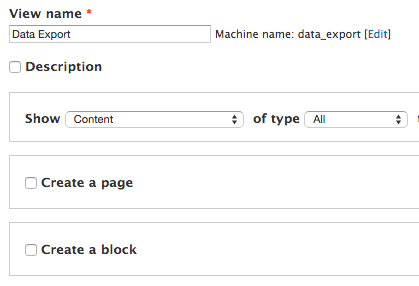 View name *
Data Export Machine name: data_export [Edit]
Description
Show Content of type All
Create a page
Create a block